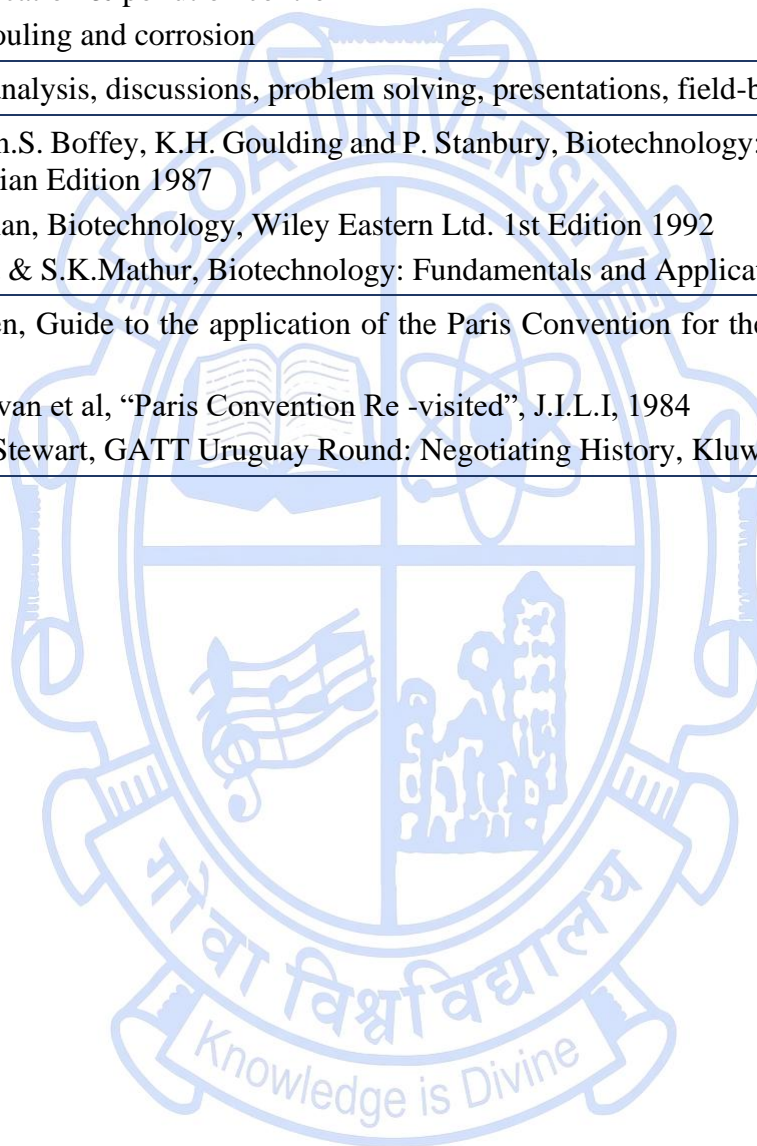 ouling and corrosion
nalysis, discussions, problem solving, presentations, field-b
n.S. Boffey, K.H. Goulding and P. Stanbury, Biotechnology:
ian Edition 1987
nan, Biotechnology, Wiley Eastern Ltd. 1st Edition 1992
& S.K.Mathur, Biotechnology: Fundamentals and Applica
en, Guide to the application of the Paris Convention for the
van et al, “Paris Convention Re -visited”, J.I.L.I, 1984
Stewart, GATT Uruguay Round: Negotiating History, Kluw
GOA UNIVERSITY
गोंवा विश्वविद्यालय
Knowledge is Divine